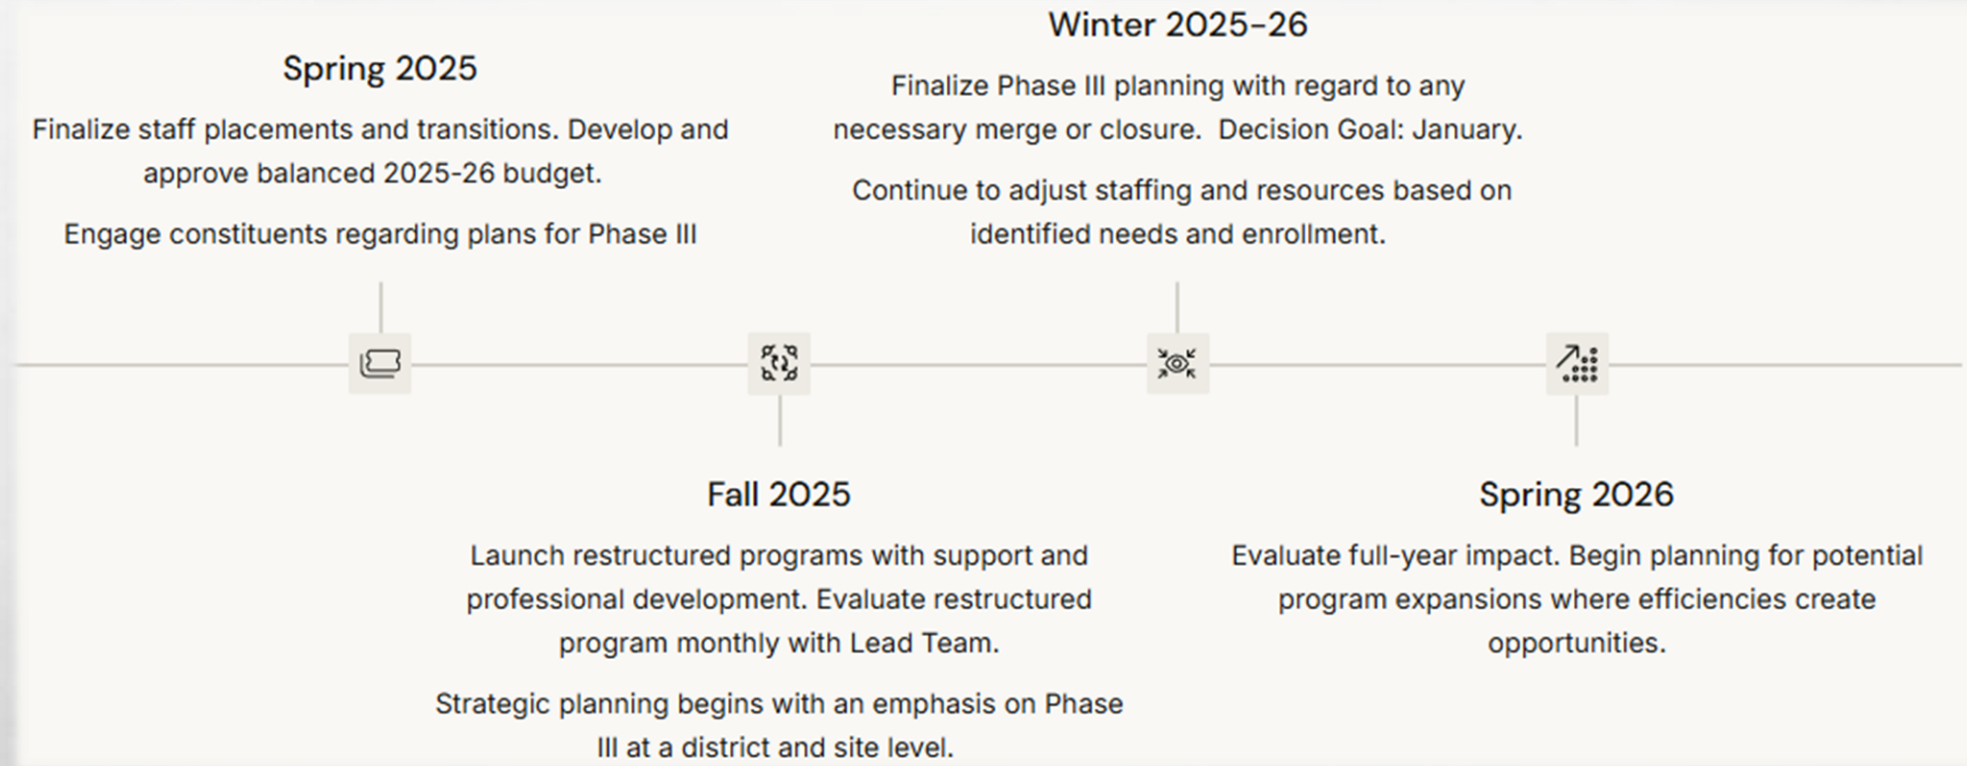 Spring 2025
Finalize staff placements and transitions. Develop and
approve balanced 2025-26 budget.
Engage constituents regarding plans for Phase III
Fall 2025
Launch restructured programs with support and
professional development. Evaluate restructured
program monthly with Lead Team.
Strategic planning begins with an emphasis on Phase
III at a district and site level.
Winter 2025-26
Finalize Phase III planning with regard to any
necessary merge or closure.  Decision Goal: January.
Continue to adjust staffing and resources based on
identified needs and enrollment.
Spring 2026
Evaluate full-year impact. Begin planning for potential
program expansions where efficiencies create
opportunities.